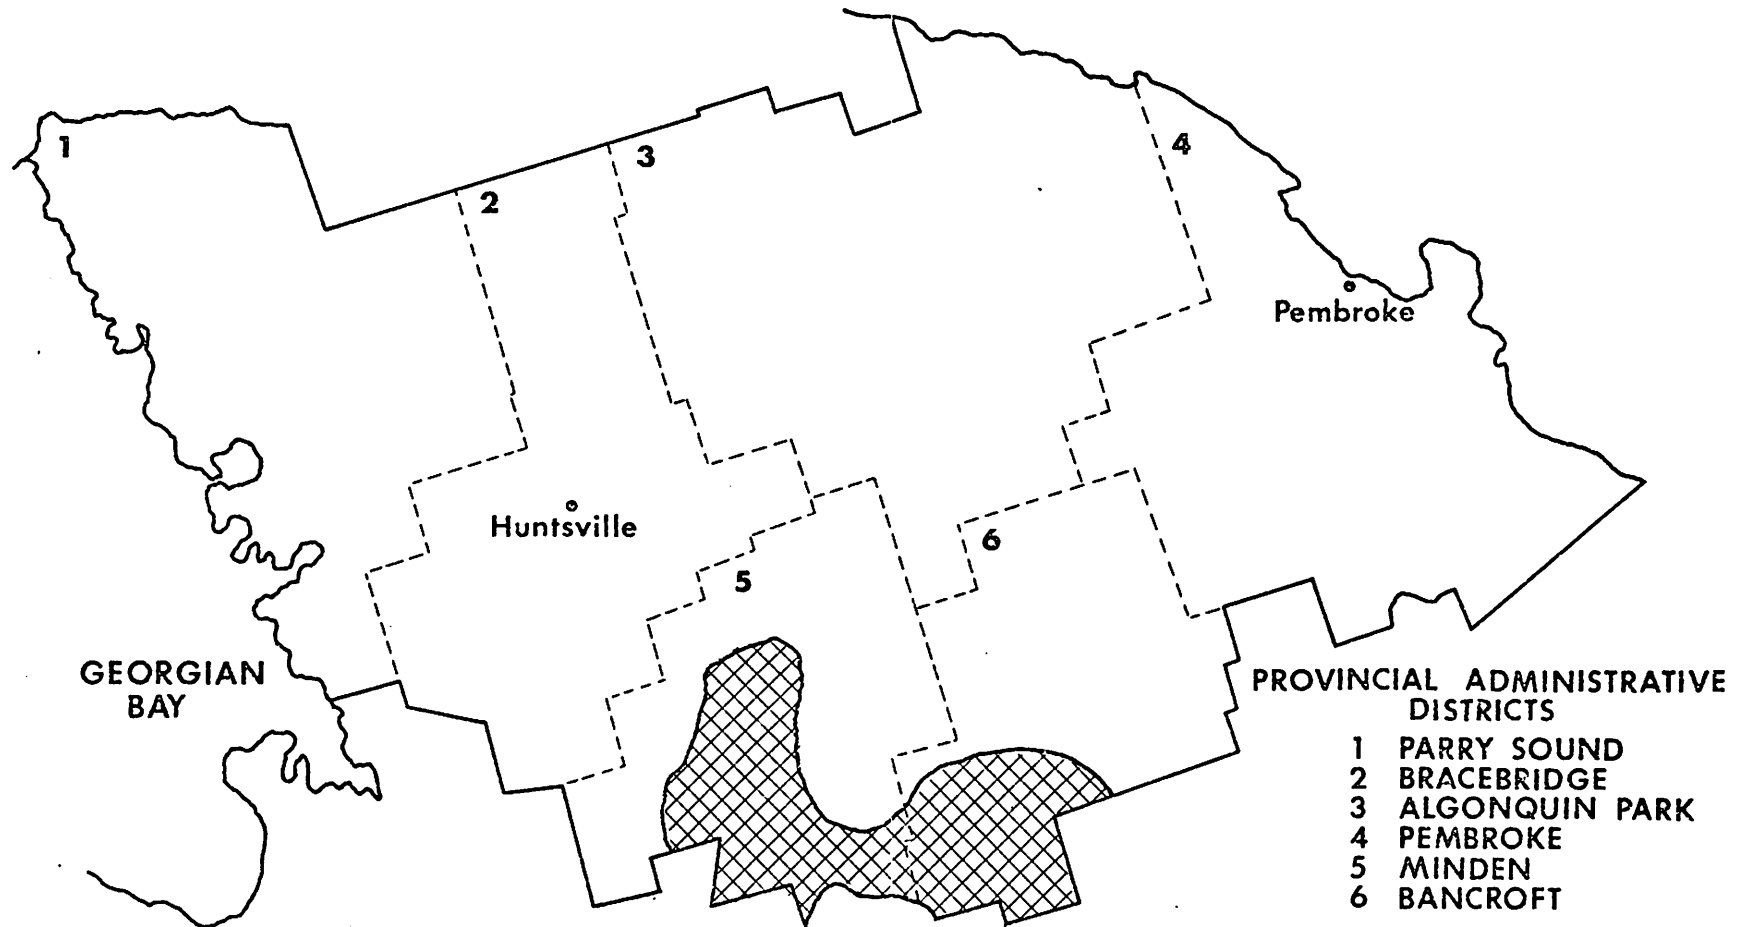 1
2
3
4
Pembroke
Huntsville
6
5
GEORGIAN
BAY
PROVINCIAL ADMINISTRATIVE
DISTRICTS
1 PARRY SOUND
2 BRACEBRIDGE
3 ALGONQUIN PARK
4 PEMBROKE
5 MINDEN
6 BANCROFT